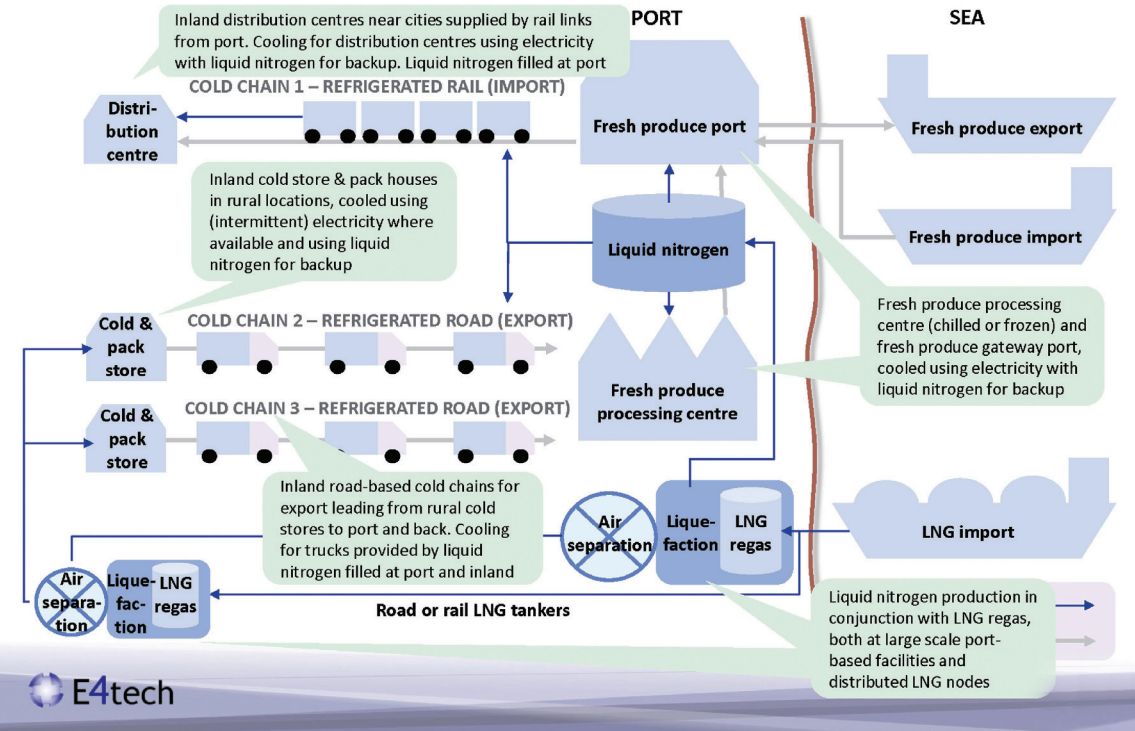 Inland distribution centres near cities supplied by rail links
from port. Cooling for distribution centres using electricity
with liquid nitrogen for backup. Liquid nitrogen filled at port
PORT
SEA
COLD CHAIN 1 – REFRIGERATED RAIL (IMPORT)
Distri-
bution
centre
Fresh produce port
Fresh produce export
Inland cold store & pack houses
in rural locations, cooled using
(intermittent) electricity where
available and using liquid
nitrogen for backup
Liquid nitrogen
Fresh produce import
Cold &
pack
store
COLD CHAIN 2 – REFRIGERATED ROAD (EXPORT)
Fresh produce processing
centre (chilled or frozen) and
fresh produce gateway port,
cooled using electricity with
liquid nitrogen for backup
Fresh produce
processing centre
Cold &
pack
store
COLD CHAIN 3 – REFRIGERATED ROAD (EXPORT)
Inland road-based cold chains for
export leading from rural cold
stores to port and back. Cooling
for trucks provided by liquid
nitrogen filled at port and inland
Air
separation
Lique-
faction
LNG
regas
LNG import
Air
separa-
tion
Lique-
fac-
tion
LNG
regas
Road or rail LNG tankers
Liquid nitrogen production in
conjunction with LNG regas,
both at large scale port-
based facilities and
distributed LNG nodes
E4tech